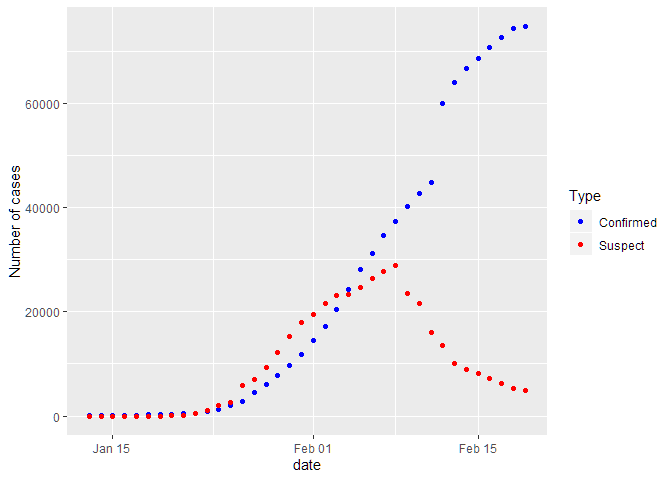 Number of cases
60000
40000
20000
0
Jan 15
Feb 01
Feb 15
date
Type
Confirmed
Suspect